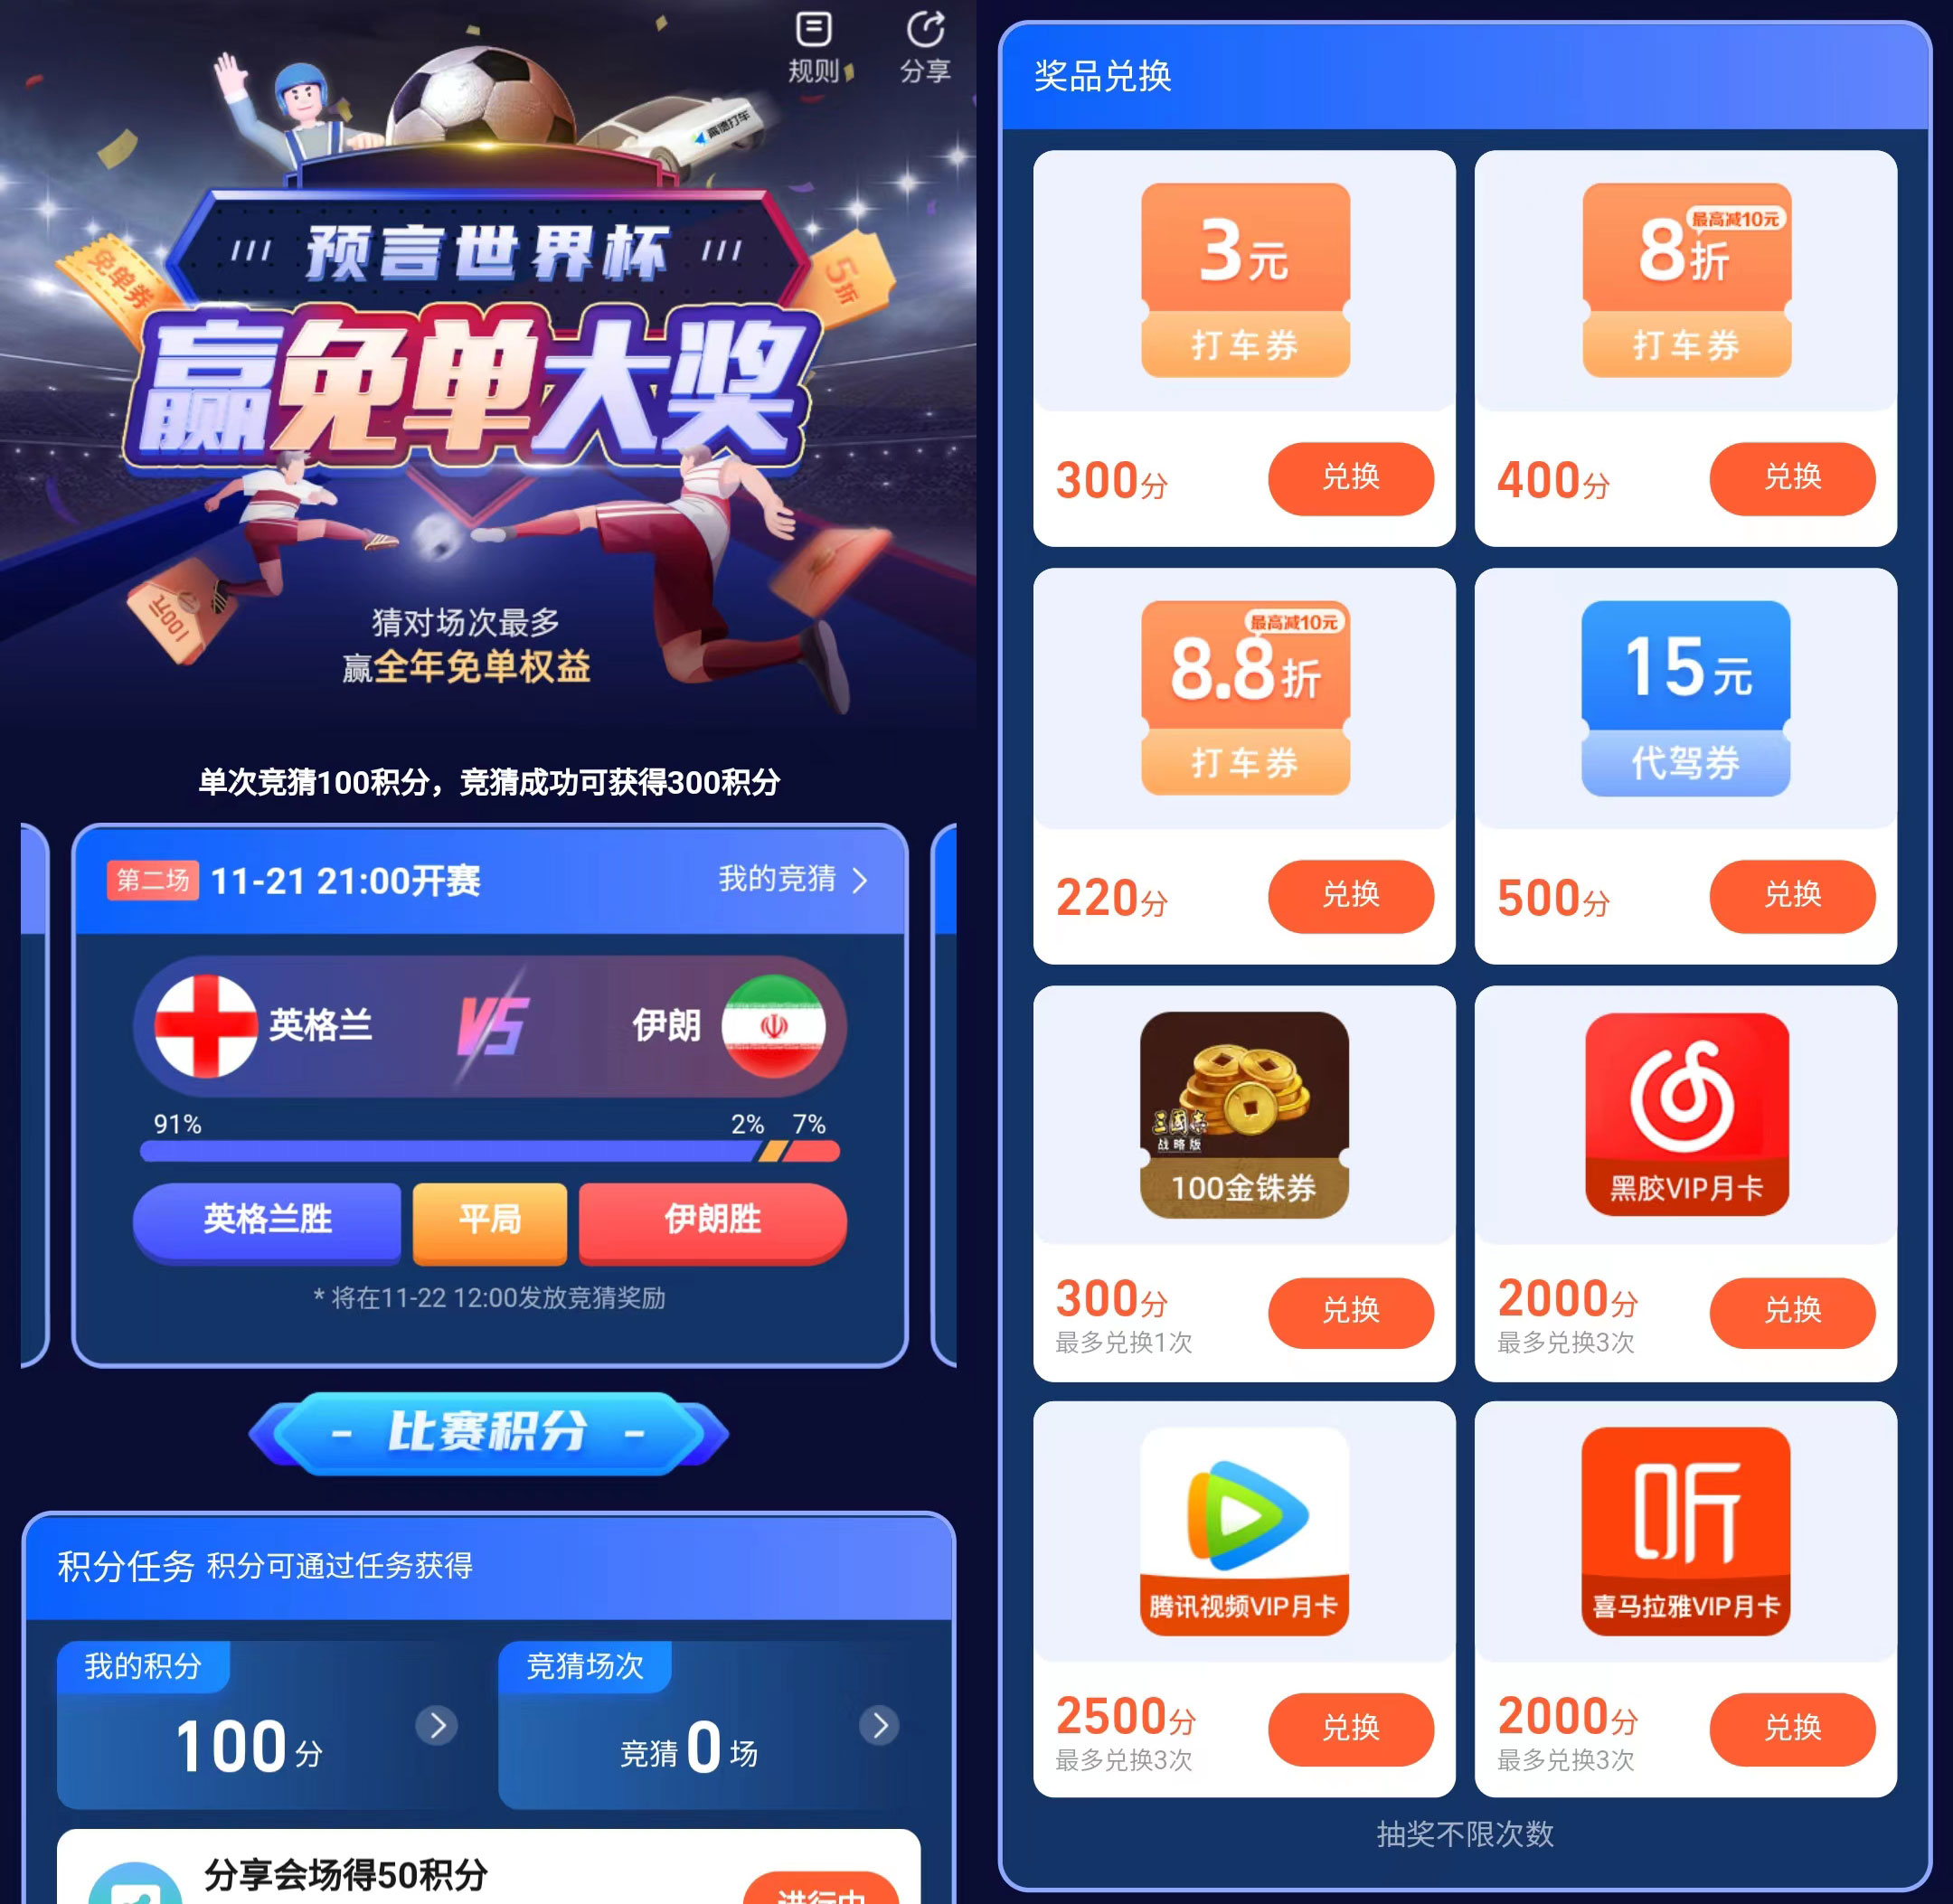 规则
分享
高德打车
预言世界杯
免单券
5折
赢免单大奖
100元
猜对场次最多
赢全年免单权益
单次竞猜100积分，竞猜成功可获得300积分
第二场 11-21 21:00开赛 我的竞猜
英格兰 VS 伊朗
91% 2% 7%
英格兰胜 平局 伊朗胜
* 将在11-22 12:00发放竞猜奖励
- 比赛积分 -
积分任务 积分可通过任务获得
我的积分 竞猜场次
100分 竞猜0场
分享会场得50积分
进行中
奖品兑换
3元
打车券
300分 兑换
最高减10元
8折
打车券
400分 兑换
最高减10元
8.8折
打车券
220分 兑换
15元
代驾券
500分 兑换
三國志
战略版
100金铢券
300分 兑换
最多兑换1次
黑胶VIP月卡
2000分 兑换
最多兑换3次
腾讯视频VIP月卡
2500分 兑换
最多兑换3次
听
喜马拉雅VIP月卡
2000分 兑换
最多兑换3次
抽奖不限次数